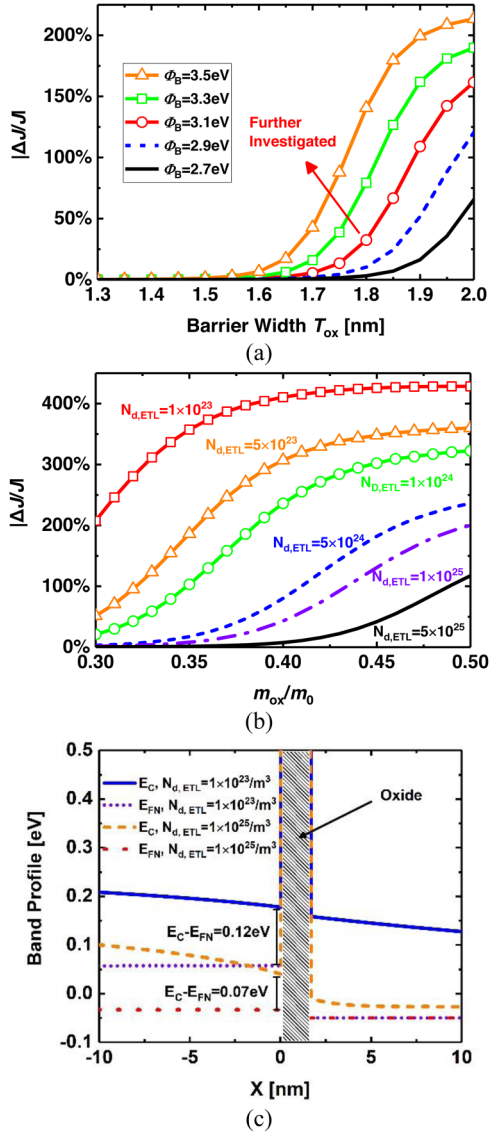 200%
150%
100%
50%
0%
|ΔJ/J|
Φ_B=3.5eV
Φ_B=3.3eV
Φ_B=3.1eV
Φ_B=2.9eV
Φ_B=2.7eV
Further
Investigated
1.3 1.4 1.5 1.6 1.7 1.8 1.9 2.0
Barrier Width T_ox [nm]
(a)
400%
300%
200%
100%
0%
|ΔJ/J|
N_d,ETL=1×10^23
N_d,ETL=5×10^23
N_D,ETL=1×10^24
N_d,ETL=5×10^24
N_d,ETL=1×10^25
N_d,ETL=5×10^25
0.30 0.35 0.40 0.45 0.50
m_ox/m_0
(b)
0.5
0.4
0.3
0.2
0.1
0.0
-0.1
Band Profile [eV]
E_C, N_d, ETL=1×10^23/m^3
E_FN, N_d, ETL=1×10^23/m^3
E_C, N_d, ETL=1×10^25/m^3
E_FN, N_d, ETL=1×10^25/m^3
Oxide
E_C-E_FN=0.12eV
E_C-E_FN=0.07eV
-10 -5 0 5 10
X [nm]
(c)